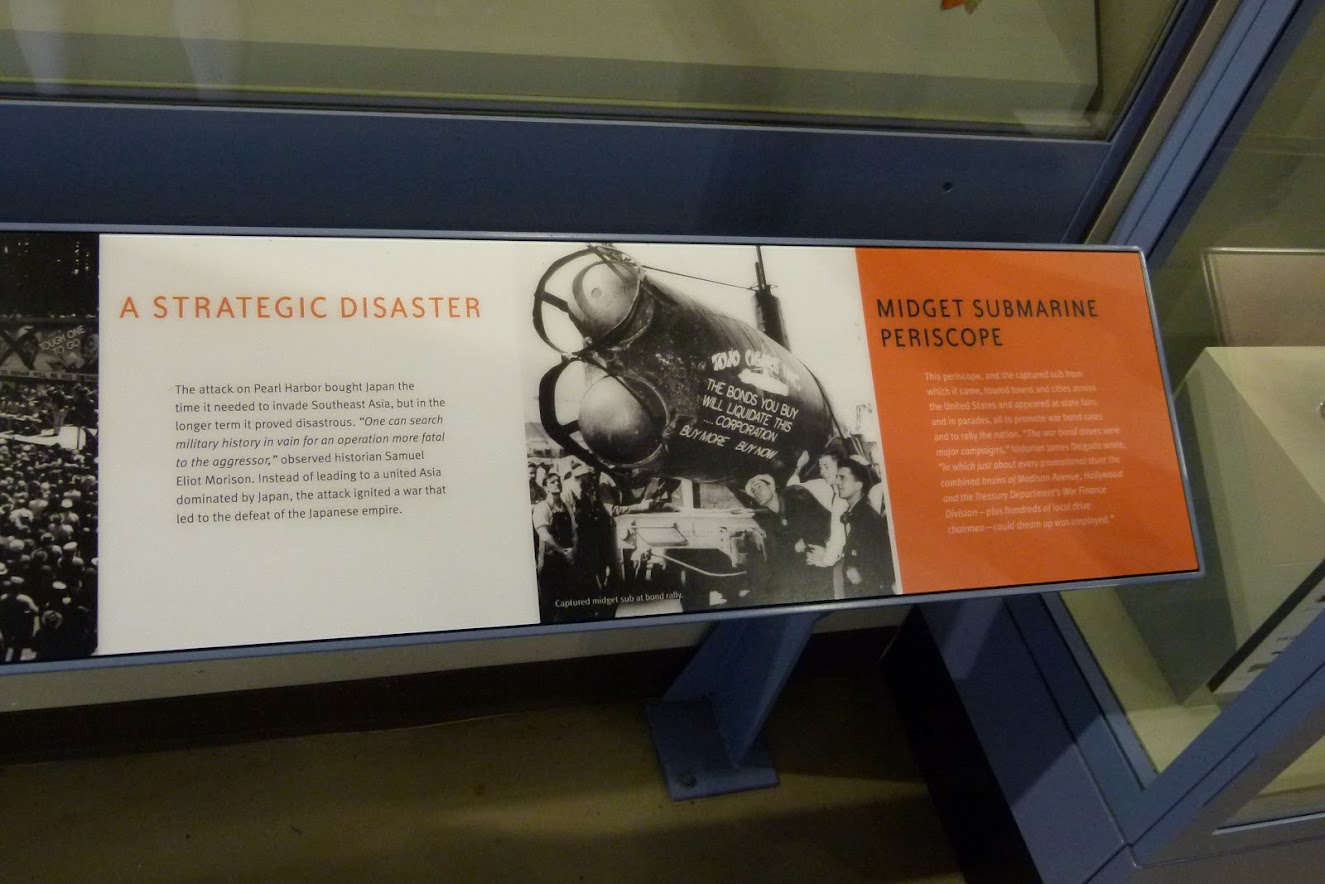 TOUGH ONE
TO GO
A STRATEGIC DISASTER
The attack on Pearl Harbor bought Japan the
time it needed to invade Southeast Asia, but in the
longer term it proved disastrous. “One can search
military history in vain for an operation more fatal
to the aggressor,” observed historian Samuel
Eliot Morison. Instead of leading to a united Asia
dominated by Japan, the attack ignited a war that
led to the defeat of the Japanese empire.
TOJO
THE BONDS YOU BUY
WILL LIQUIDATE THIS
.... CORPORATION
BUY MORE BUY NOW
Captured midget sub at bond rally.
MIDGET SUBMARINE
PERISCOPE
This periscope, and the captured sub from
which it came, toured towns and cities across
the United States and appeared at state fairs
and in parades, all to promote war bond sales
and to rally the nation. “The war bond drives were
major campaigns,” historian James Delgado wrote,
“in which just about every promotional stunt the
combined brains of Madison Avenue, Hollywood
and the Treasury Department’s War Finance
Division—plus hundreds of local drive
chairmen—could dream up was employed.”